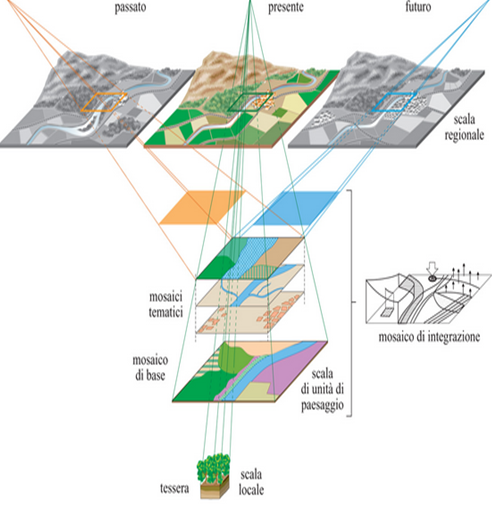 passato
presente
futuro
scala
regionale
mosaici
tematici
mosaico di integrazione
mosaico
di base
scala
di unità di
paesaggio
tessera
scala
locale